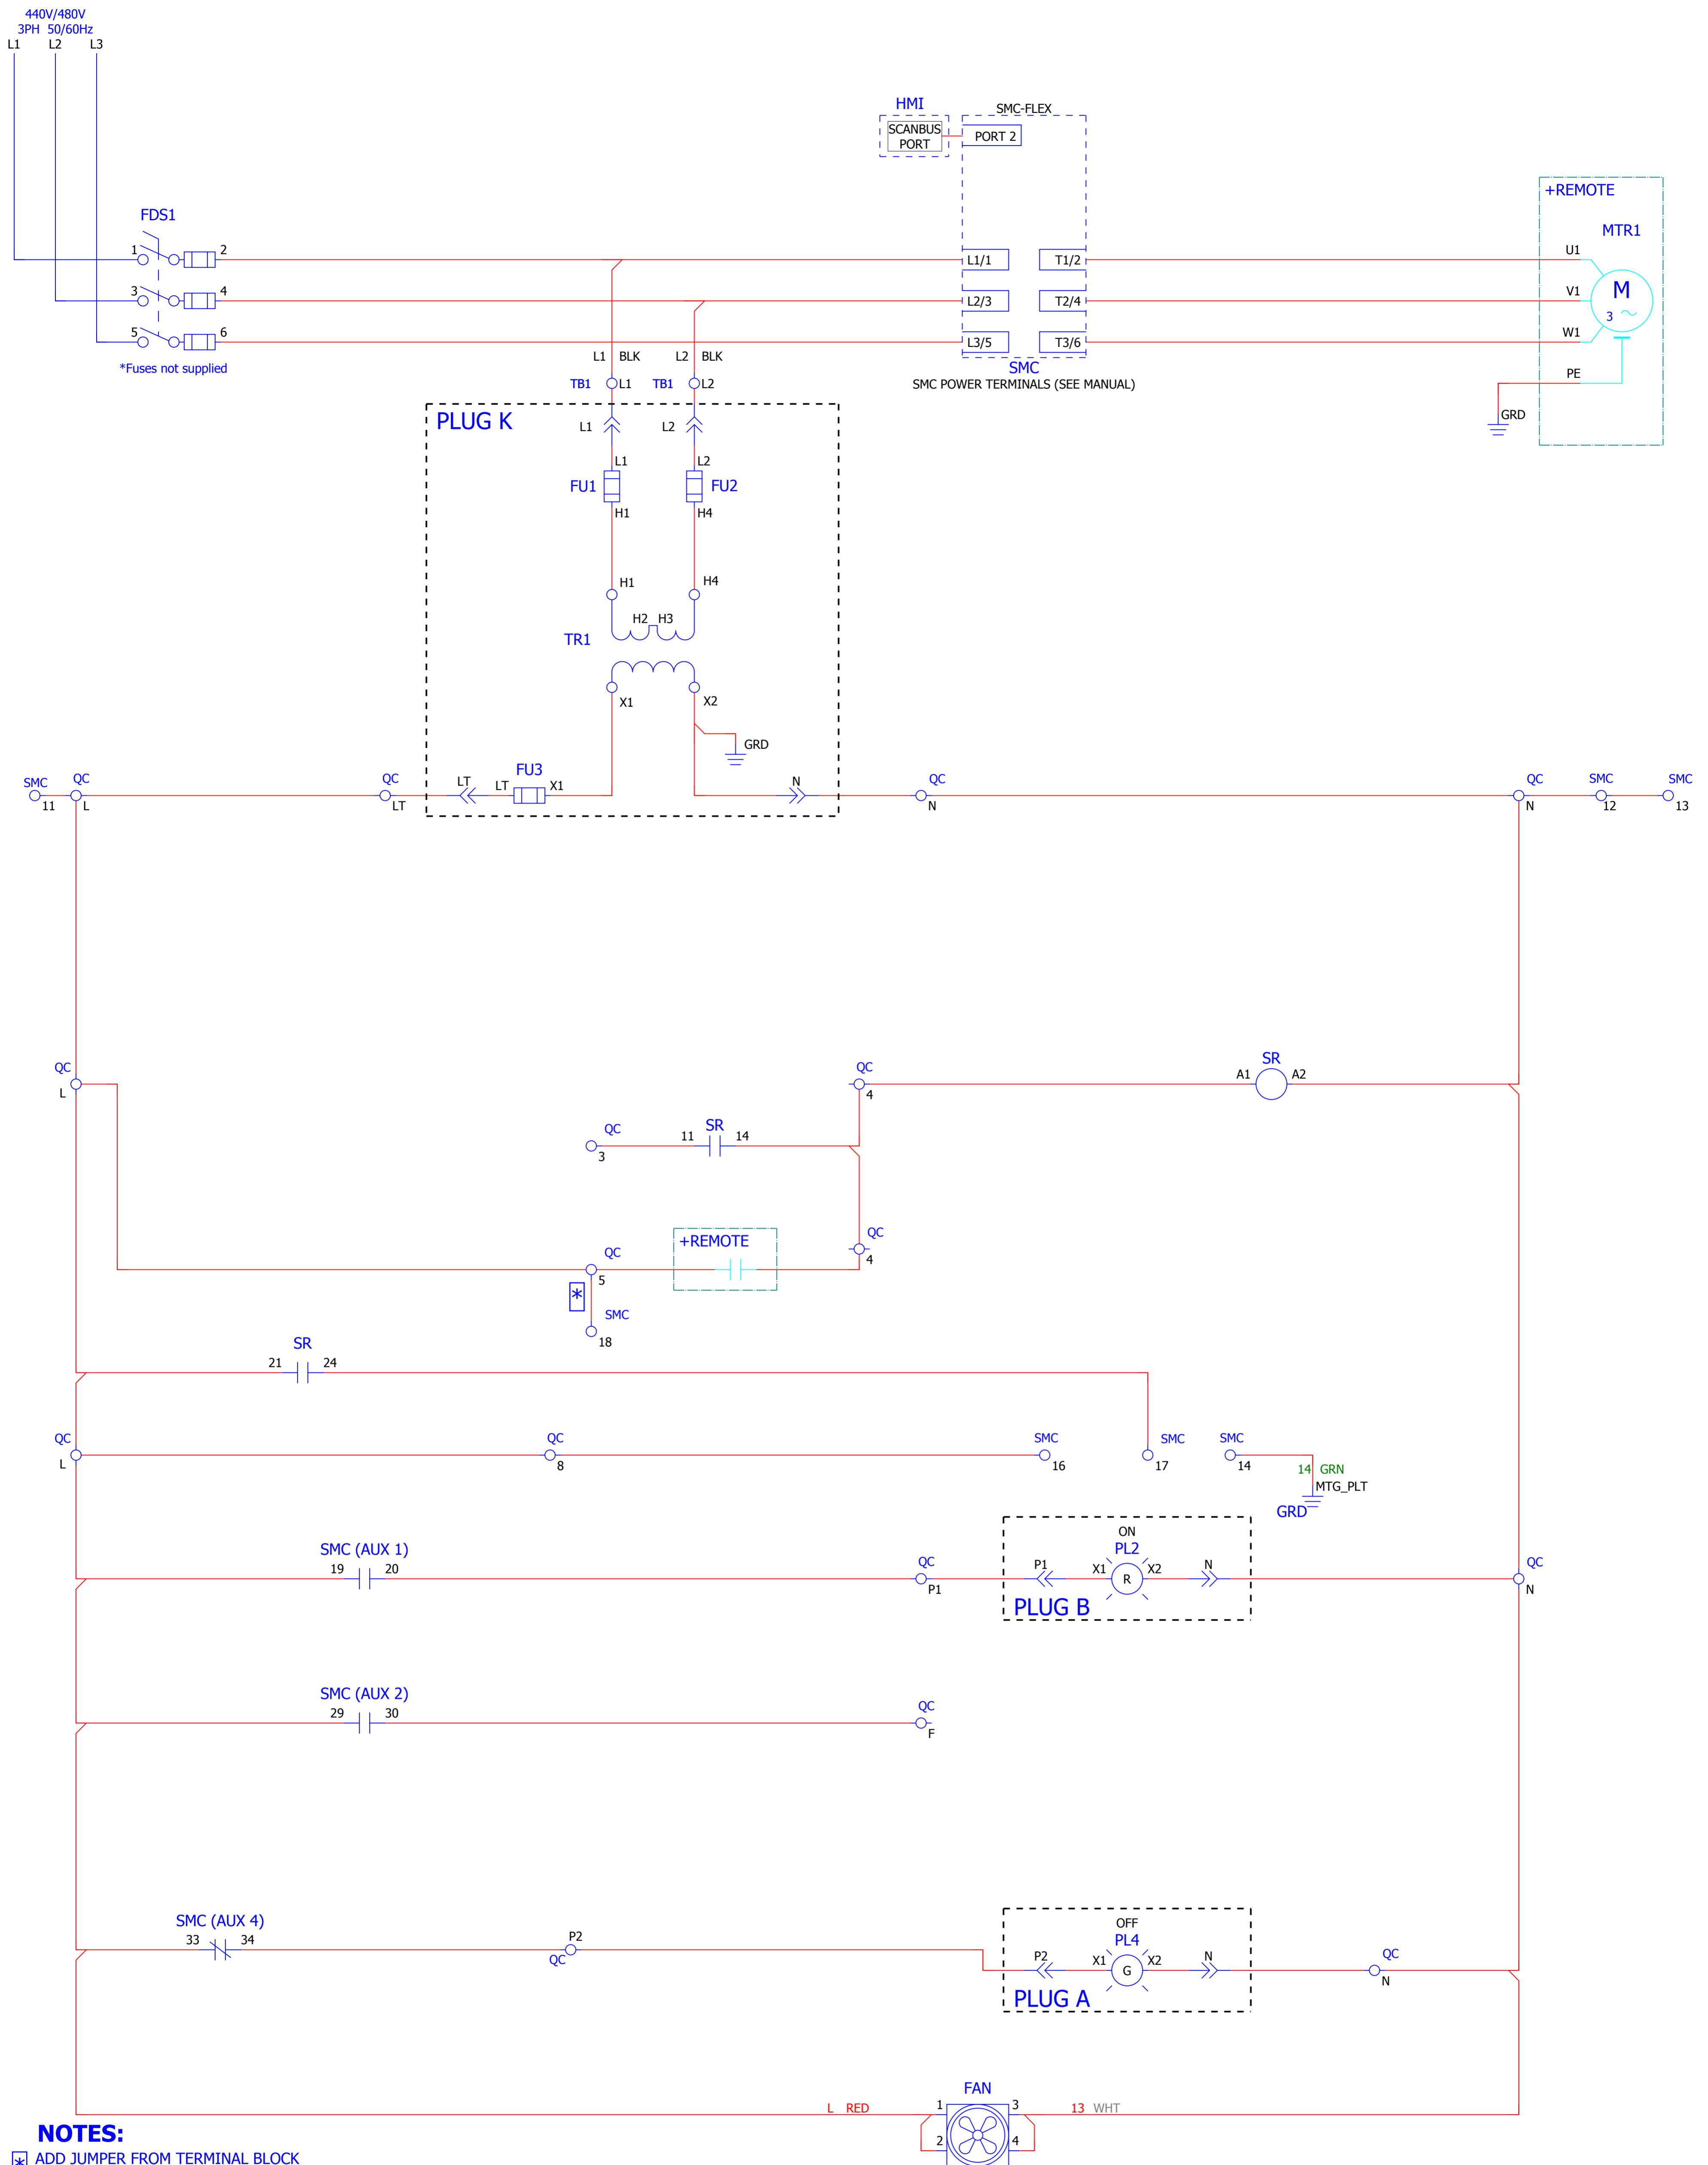 440V/480V
3PH 50/60Hz
L1 L2 L3
HMI
SMC-FLEX
SCANBUS
PORT
PORT 2
+REMOTE
FDS1
MTR1
1 2
L1/1 T1/2
U1
3 4
L2/3 T2/4
V1
M
3
5 6
L3/5 T3/6
W1
*Fuses not supplied
L1 BLK L2 BLK
SMC
PE
TB1 L1 TB1 L2
SMC POWER TERMINALS (SEE MANUAL)
GRD
PLUG K
L1 L2
L1 L2
FU1 FU2
H1 H4
H1 H4
H2 H3
TR1
X1 X2
GRD
FU3
SMC QC QC LT LT X1 N QC QC SMC SMC
11 L LT N N 12 13
QC QC SR
A1 A2
L 4
QC SR
11 14
3
QC
+REMOTE
QC
4
5
*
SMC
18
SR
21 24
QC QC SMC SMC SMC
L 8 16 17 14
14 GRN
MTG_PLT
GRD
ON
SMC (AUX 1)
PL2
19 20 QC P1 X1 R X2 N QC
P1 N
PLUG B
SMC (AUX 2)
29 30 QC
F
SMC (AUX 4)
OFF
33 34 P2
PL4
QC
P2 X1 G X2 N QC
N
PLUG A
FAN
L RED 1 3 13 WHT
NOTES:
2 4
* ADD JUMPER FROM TERMINAL BLOCK